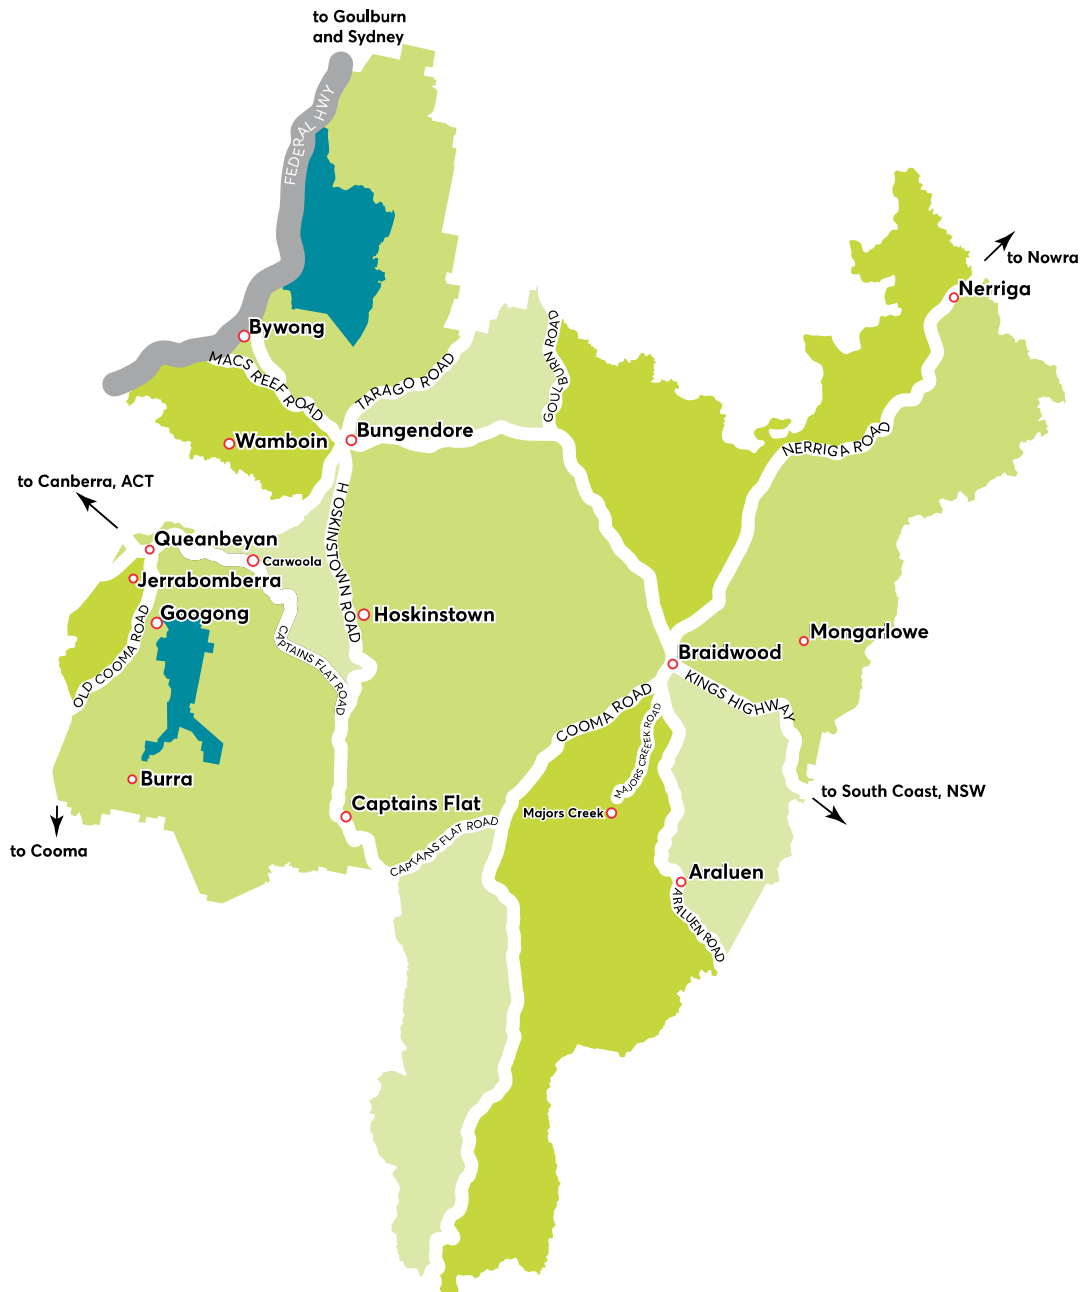 to Goulburn
and Sydney
FEDERAL HWY
to Nowra
Nerriga
Bywong
MACS REEF ROAD
TARAGO ROAD
GOULBURN ROAD
Bungendore
Wamboin
NERRIGA ROAD
to Canberra, ACT
HOSKINSTOWN ROAD
Queanbeyan
Carwoola
Jerrabomberra
Googong
Hoskinstown
OLD COOMA ROAD
CAPTAINS FLAT ROAD
Mongarlowe
Braidwood
KINGS HIGHWAY
COOMA ROAD
MAJORS CREEEK ROAD
Burra
to South Coast, NSW
Captains Flat
Majors Creek
CAPTAINS FLAT ROAD
to Cooma
Araluen
ARALUEN ROAD